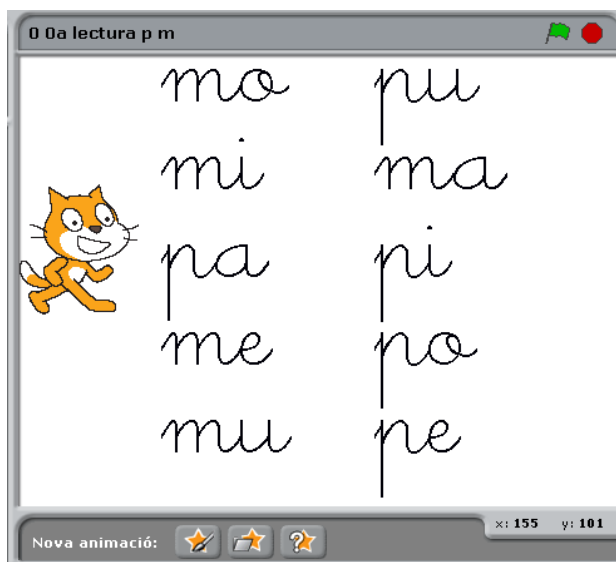 0 0a lectura p m
mo pu
mi ma
pa pi
me po
mu pe
x: 155 y: 101
Nova animació: